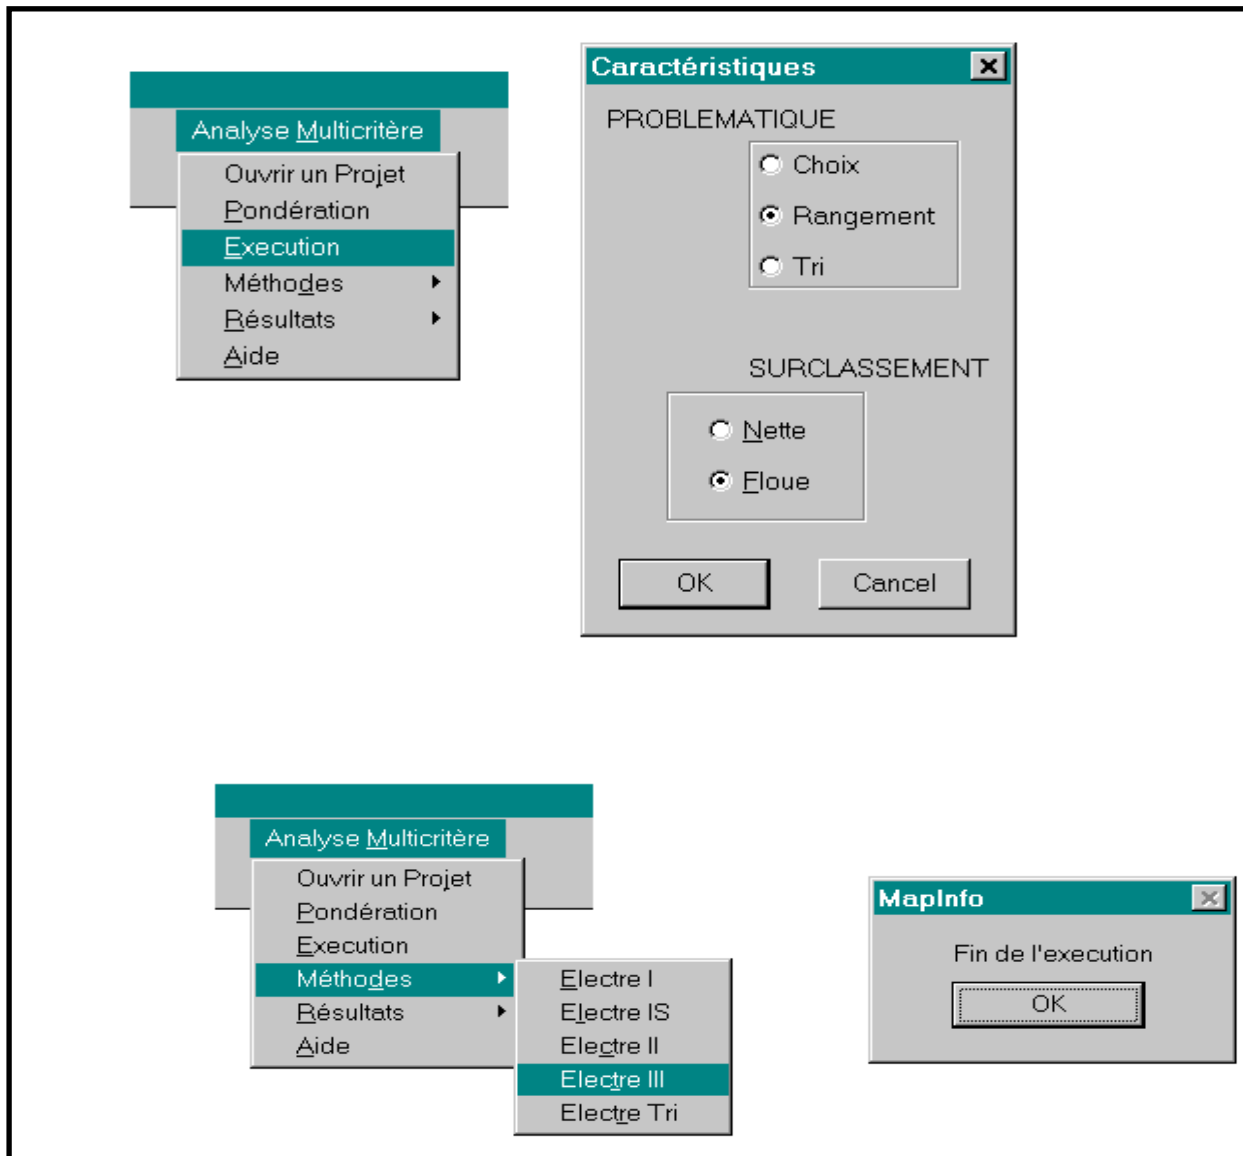 Analyse Multicritère
Ouvrir un Projet
Pondération
Execution
Méthodes
Résultats
Aide
Caractéristiques
PROBLEMATIQUE
Choix
Rangement
Tri
SURCLASSEMENT
Nette
Floue
OK
Cancel
Analyse Multicritère
Ouvrir un Projet
Pondération
Execution
Méthodes
Résultats
Aide
Electre I
Electre IS
Electre II
Electre III
Electre Tri
MapInfo
Fin de l'execution
OK